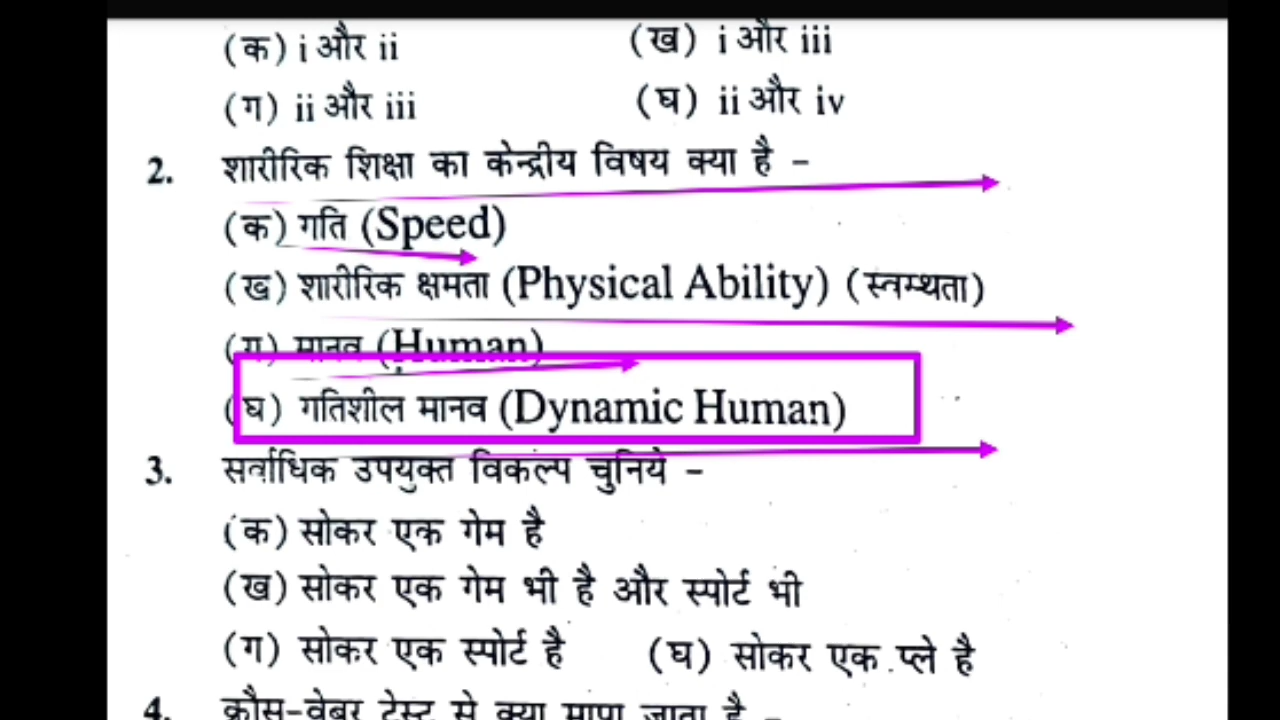 (क) i और ii (ख) i और iii
(ग) ii और iii (घ) ii और iv
2. शारीरिक शिक्षा का केन्द्रीय विषय क्या है –
(क) गति (Speed)
(ख) शारीरिक क्षमता (Physical Ability) (स्वस्थता)
(ग) मानव (Human)
(घ) गतिशील मानव (Dynamic Human)
3. सर्वाधिक उपयुक्त विकल्प चुनिये –
(क) सोकर एक गेम है
(ख) सोकर एक गेम भी है और स्पोर्ट भी
(ग) सोकर एक स्पोर्ट है (घ) सोकर एक प्ले है
4. क्रौस-वेबर टेस्ट से क्या मापा जाता है –